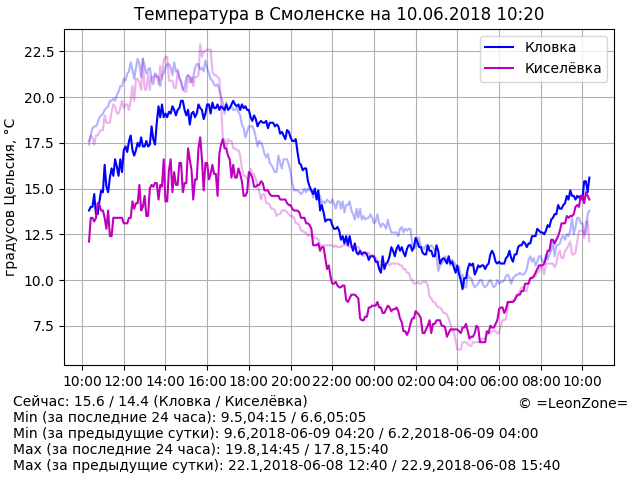 Температура в Смоленске на 10.06.2018 10:20
Кловка
Киселёвка
градусов Цельсия, °C
22.5
20.0
17.5
15.0
12.5
10.0
7.5
10:00 12:00 14:00 16:00 18:00 20:00 22:00 00:00 02:00 04:00 06:00 08:00 10:00
Сейчас: 15.6 / 14.4 (Кловка / Киселёвка)
© =LeonZone=
Min (за последние 24 часа): 9.5,04:15 / 6.6,05:05
Min (за предыдущие сутки): 9.6,2018-06-09 04:20 / 6.2,2018-06-09 04:00
Max (за последние 24 часа): 19.8,14:45 / 17.8,15:40
Max (за предыдущие сутки): 22.1,2018-06-08 12:40 / 22.9,2018-06-08 15:40